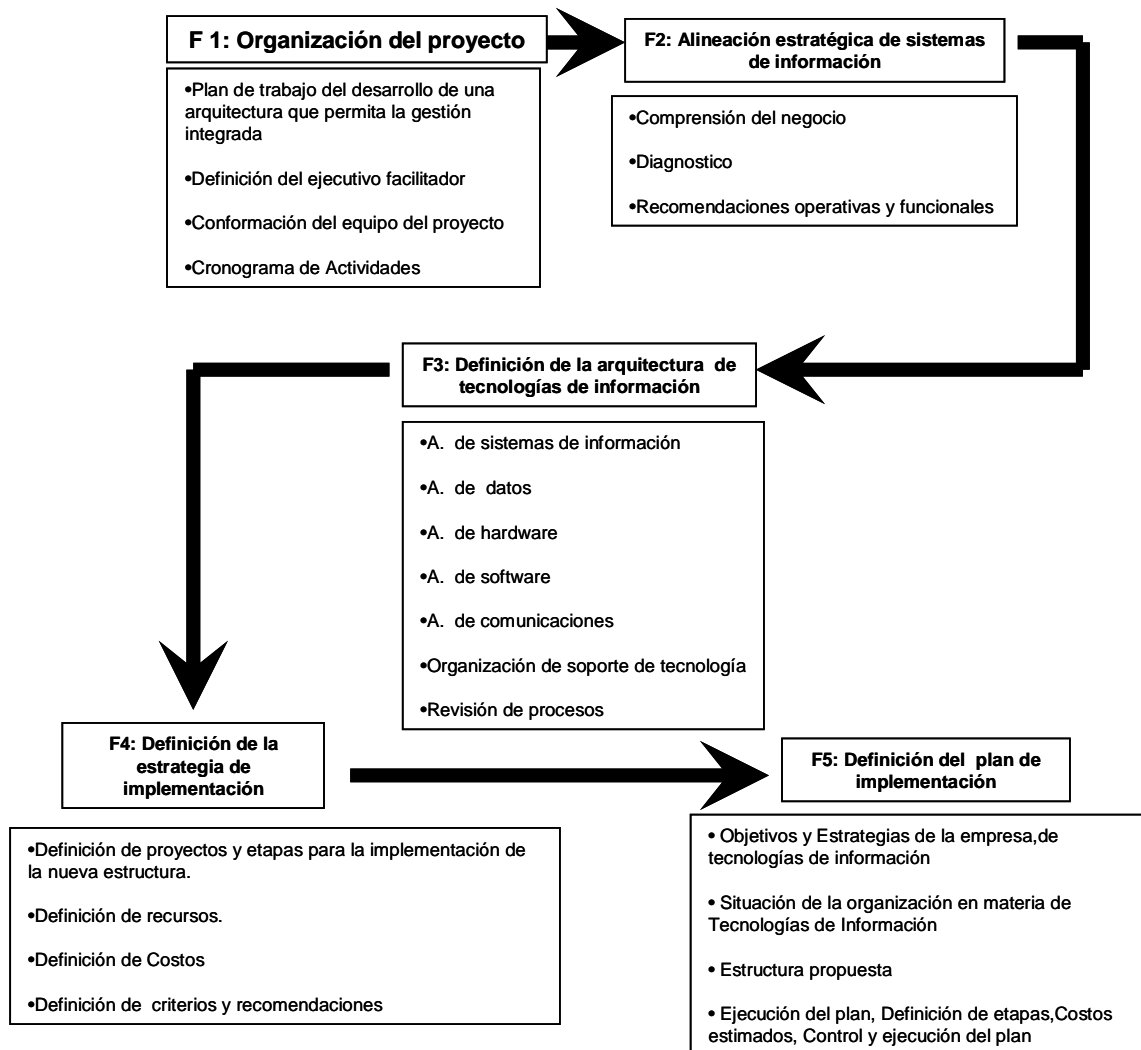 F 1: Organización del proyecto
•Plan de trabajo del desarrollo de una
arquitectura que permita la gestión
integrada
•Definición del ejecutivo facilitador
•Conformación del equipo del proyecto
•Cronograma de Actividades
F2: Alineación estratégica de sistemas
de información
•Comprensión del negocio
•Diagnostico
•Recomendaciones operativas y funcionales
F3: Definición de la arquitectura de
tecnologías de información
•A. de sistemas de información
•A. de datos
•A. de hardware
•A. de software
•A. de comunicaciones
•Organización de soporte de tecnología
•Revisión de procesos
F4: Definición de la
estrategia de
implementación
•Definición de proyectos y etapas para la implementación de
la nueva estructura.
•Definición de recursos.
•Definición de Costos
•Definición de criterios y recomendaciones
F5: Definición del plan de
implementación
• Objetivos y Estrategias de la empresa,de
tecnologías de información
• Situación de la organización en materia de
Tecnologías de Información
• Estructura propuesta
• Ejecución del plan, Definición de etapas,Costos
estimados, Control y ejecución del plan